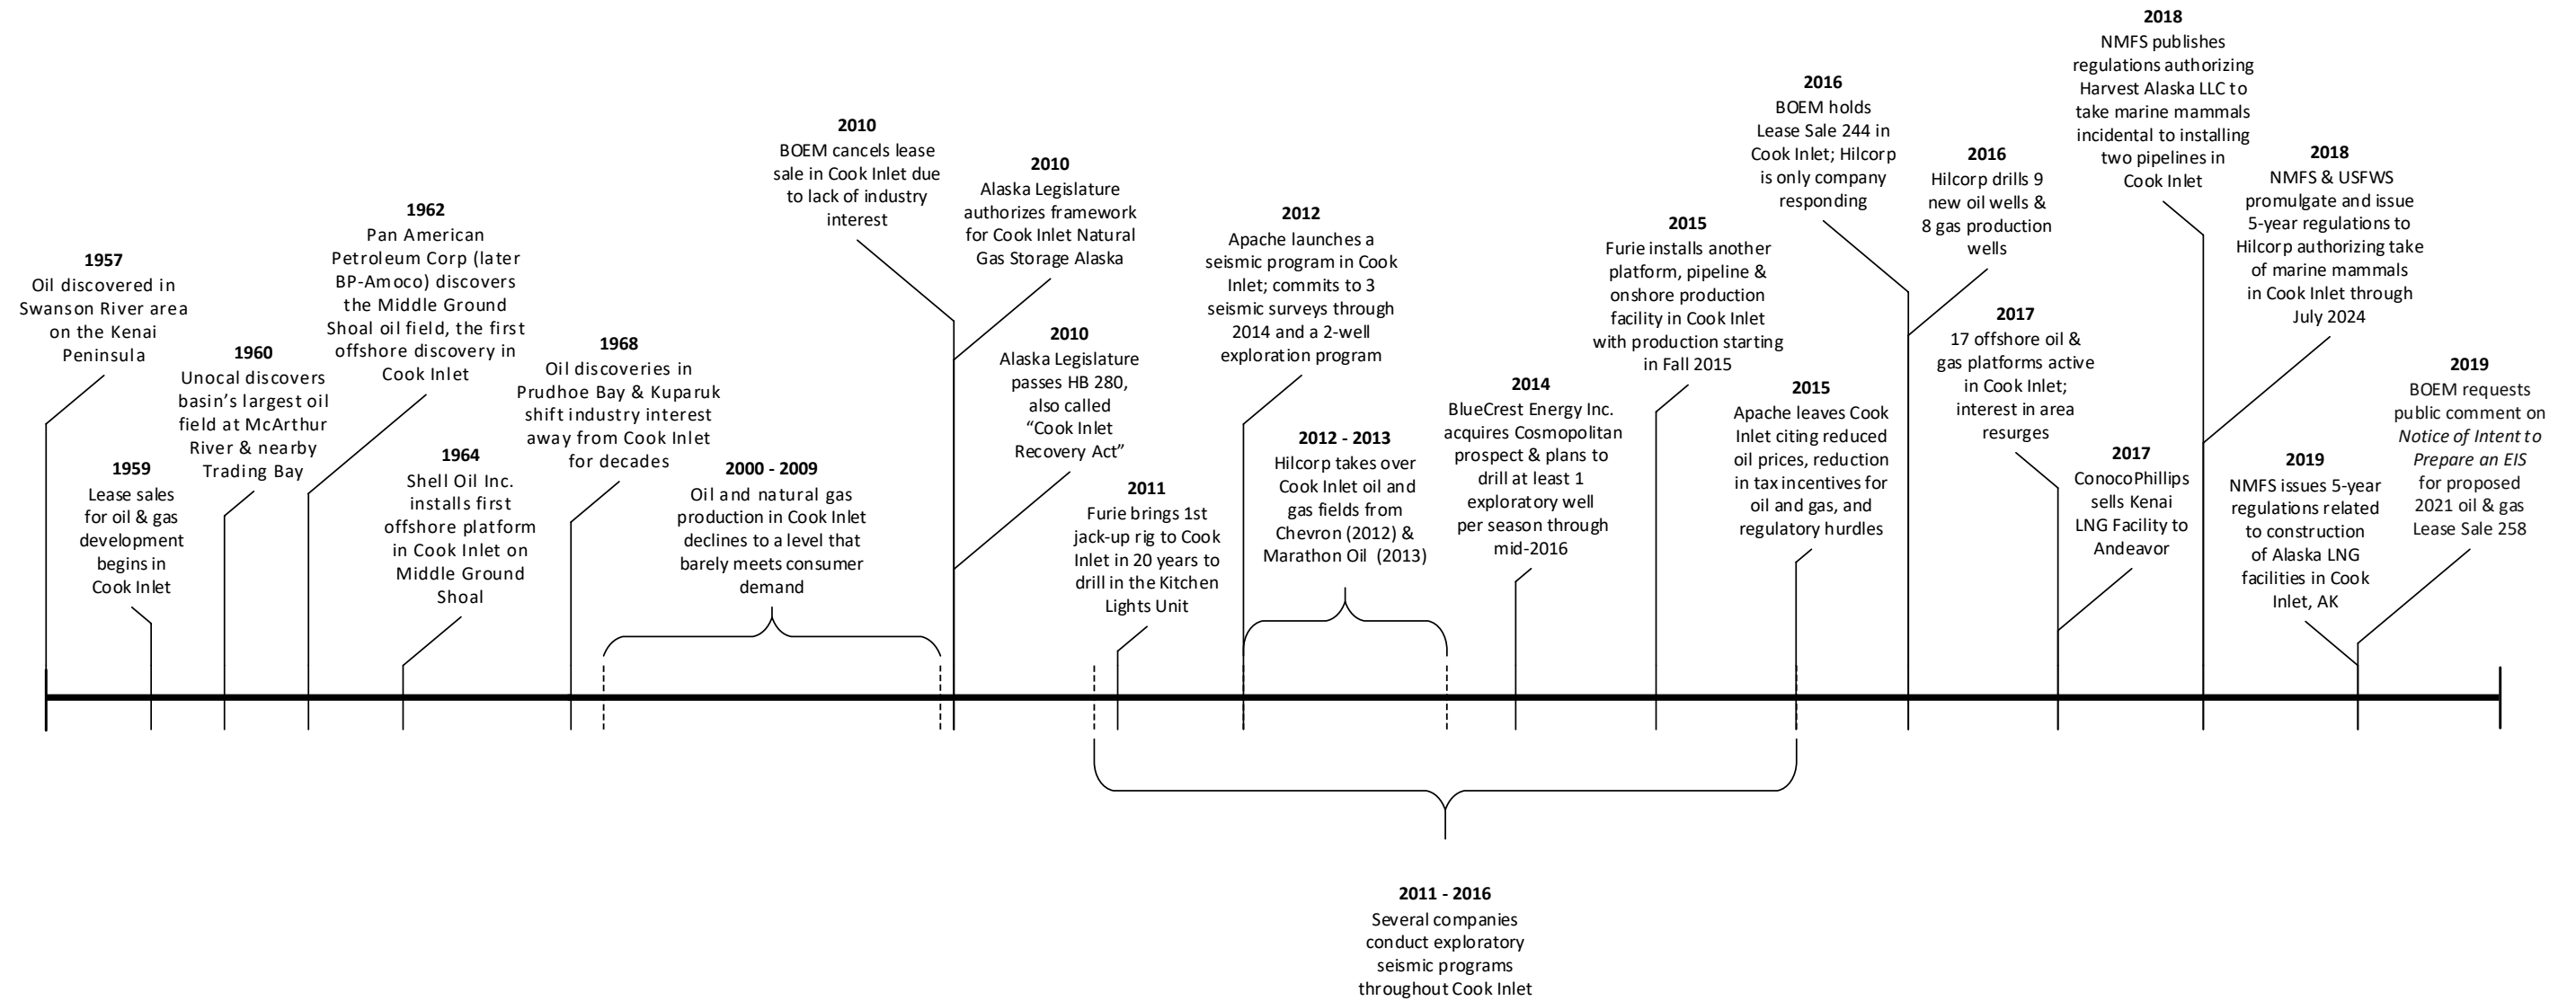 1957
Oil discovered in
Swanson River area
on the Kenai
Peninsula
1959
Lease sales
for oil & gas
development
begins in
Cook Inlet
1960
Unocal discovers
basin’s largest oil
field at McArthur
River & nearby
Trading Bay
1962
Pan American
Petroleum Corp (later
BP-Amoco) discovers
the Middle Ground
Shoal oil field, the first
offshore discovery in
Cook Inlet
1964
Shell Oil Inc.
installs first
offshore platform
in Cook Inlet on
Middle Ground
Shoal
1968
Oil discoveries in
Prudhoe Bay & Kuparuk
shift industry interest
away from Cook Inlet
for decades
2000 - 2009
Oil and natural gas
production in Cook Inlet
declines to a level that
barely meets consumer
demand
2010
BOEM cancels lease
sale in Cook Inlet due
to lack of industry
interest
2010
Alaska Legislature
authorizes framework
for Cook Inlet Natural
Gas Storage Alaska
2010
Alaska Legislature
passes HB 280,
also called
“Cook Inlet
Recovery Act”
2011
Furie brings 1st
jack-up rig to Cook
Inlet in 20 years to
drill in the Kitchen
Lights Unit
2012
Apache launches a
seismic program in Cook
Inlet; commits to 3
seismic surveys through
2014 and a 2-well
exploration program
2012 - 2013
Hilcorp takes over
Cook Inlet oil and
gas fields from
Chevron (2012) &
Marathon Oil (2013)
2014
BlueCrest Energy Inc.
acquires Cosmopolitan
prospect & plans to
drill at least 1
exploratory well
per season through
mid-2016
2015
Furie installs another
platform, pipeline &
onshore production
facility in Cook Inlet
with production starting
in Fall 2015
2015
Apache leaves Cook
Inlet citing reduced
oil prices, reduction
in tax incentives for
oil and gas, and
regulatory hurdles
2016
BOEM holds
Lease Sale 244 in
Cook Inlet; Hilcorp
is only company
responding
2016
Hilcorp drills 9
new oil wells &
8 gas production
wells
2017
17 offshore oil &
gas platforms active
in Cook Inlet;
interest in area
resurges
2017
ConocoPhillips
sells Kenai
LNG Facility to
Andeavor
2018
NMFS publishes
regulations authorizing
Harvest Alaska LLC to
take marine mammals
incidental to installing
two pipelines in
Cook Inlet
2018
NMFS & USFWS
promulgate and issue
5-year regulations to
Hilcorp authorizing take
of marine mammals
in Cook Inlet through
July 2024
2019
NMFS issues 5-year
regulations related
to construction
of Alaska LNG
facilities in Cook
Inlet, AK
2019
BOEM requests
public comment on
Notice of Intent to
Prepare an EIS
for proposed
2021 oil & gas
Lease Sale 258
2011 - 2016
Several companies
conduct exploratory
seismic programs
throughout Cook Inlet